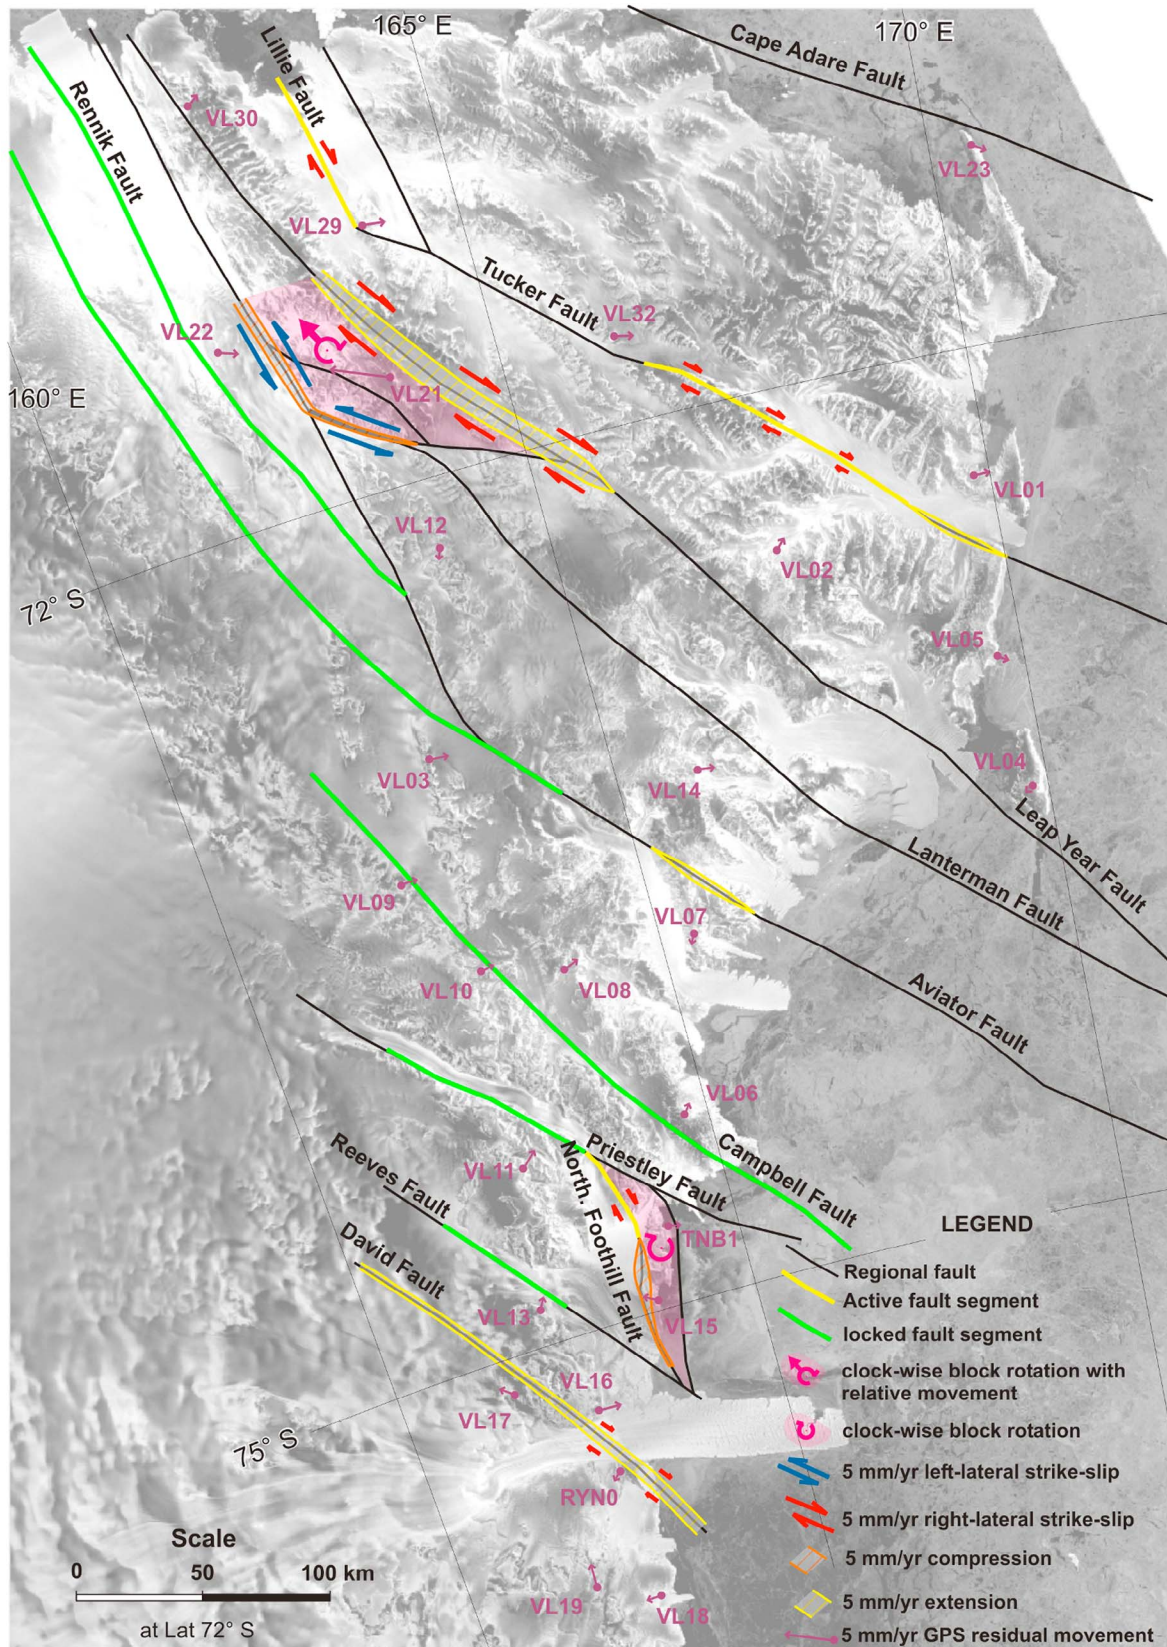 165° E
170° E
Cape Adare Fault
Lillie Fault
Rennik Fault
VL30
VL23
VL29
Tucker Fault
VL32
VL22
VL21
160° E
VL01
VL12
VL02
72° S
VL05
VL03
VL14
VL04
Leap Year Fault
Lanterman Fault
VL09
VL07
VL10
VL08
Aviator Fault
VL06
Priestley Fault
Campbell Fault
VL11
North. Foothill Fault
Reeves Fault
TNB1
David Fault
VL13
VL15
VL16
VL17
75° S
RYN0
VL19
VL18
LEGEND
Regional fault
Active fault segment
locked fault segment
clock-wise block rotation with
relative movement
clock-wise block rotation
5 mm/yr left-lateral strike-slip
5 mm/yr right-lateral strike-slip
5 mm/yr compression
5 mm/yr extension
5 mm/yr GPS residual movement
Scale
0 50 100 km
at Lat 72° S